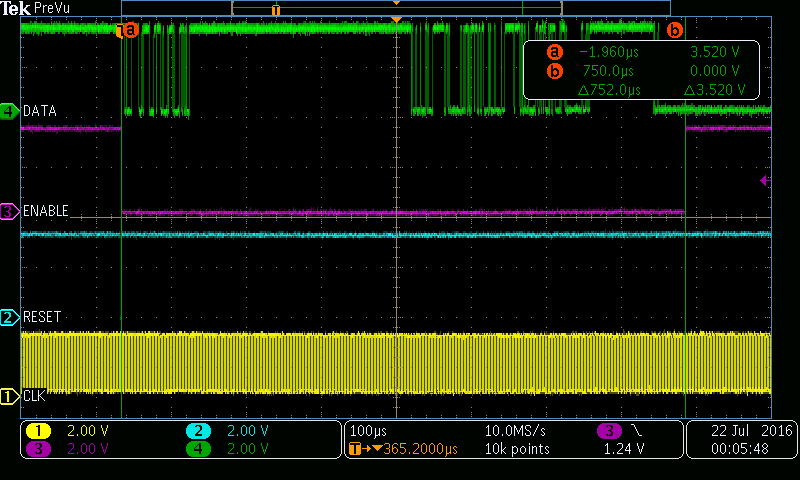 Tek PreVu
T
T a b
a -1.960µs 3.520 V
b 750.0µs 0.000 V
△752.0µs △3.520 V
4 DATA
3 ENABLE
2 RESET
1 CLK
1 2.00 V 2 2.00 V
3 2.00 V 4 2.00 V
100µs 10.0MS/s 3
T→▼365.2000µs 10k points 1.24 V
22 Jul 2016
00:05:48